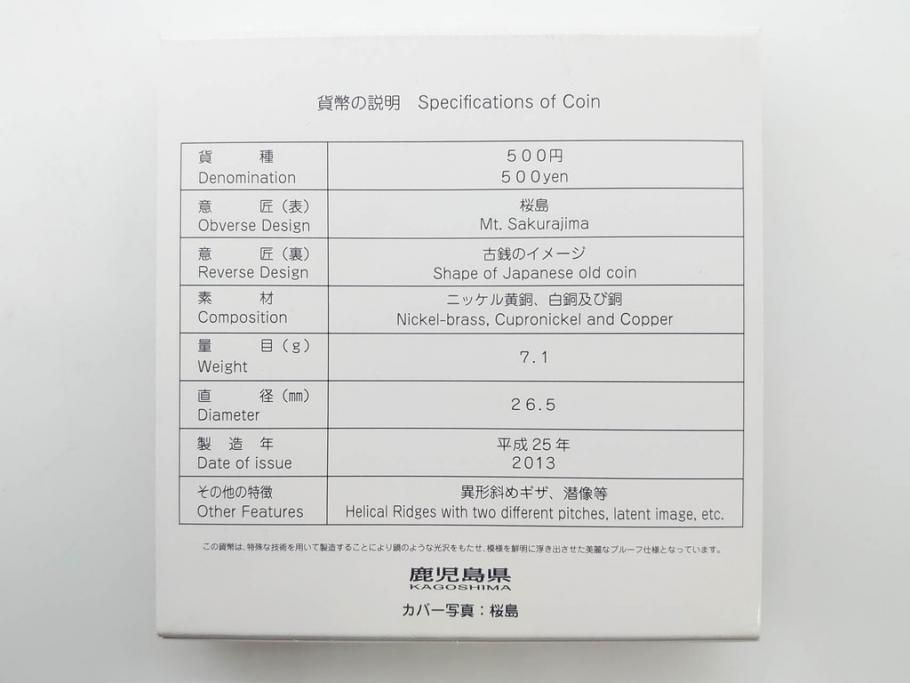 貨幣の説明 Specifications of Coin
貨種
Denomination
500円
500yen
意匠（表）
Obverse Design
桜島
Mt. Sakurajima
意匠（裏）
Reverse Design
古銭のイメージ
Shape of Japanese old coin
素材
Composition
ニッケル黄銅、白銅及び銅
Nickel-brass, Cupronickel and Copper
量目（g）
Weight
7.1
直径（㎜）
Diameter
26.5
製造年
Date of issue
平成25年
2013
その他の特徴
Other Features
異形斜めギザ、潜像等
Helical Ridges with two different pitches, latent image, etc.
この貨幣は、特殊な技術を用いて製造することにより鏡のような光沢をもたせ、模様を鮮明に浮き出させた美麗なプルーフ仕様となっています。
鹿児島県
KAGOSHIMA
カバー写真：桜島